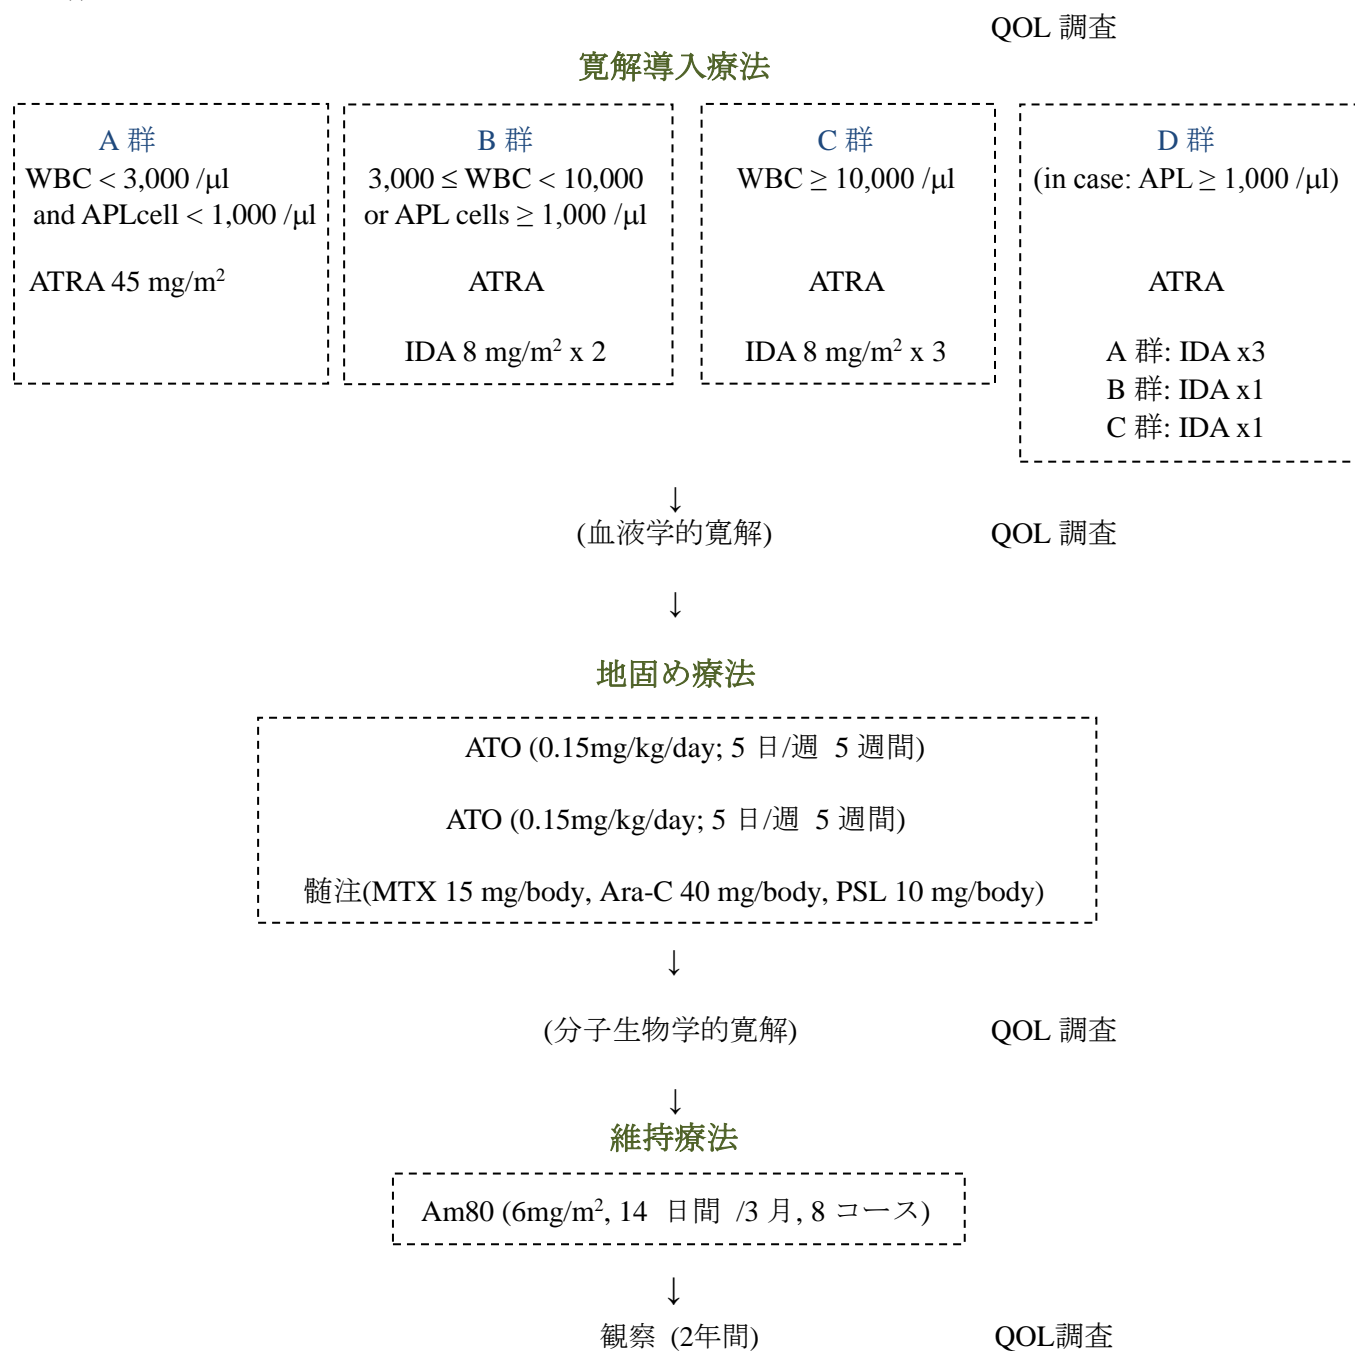 QOL 調査
寛解導入療法
A 群
WBC < 3,000 /μl
and APLcell < 1,000 /μl
ATRA 45 mg/m²
B 群
3,000 ≤ WBC < 10,000
or APL cells ≥ 1,000 /μl
ATRA
IDA 8 mg/m² x 2
C 群
WBC ≥ 10,000 /μl
ATRA
IDA 8 mg/m² x 3
D 群
(in case: APL ≥ 1,000 /μl)
ATRA
A 群: IDA x3
B 群: IDA x1
C 群: IDA x1
↓
(血液学的寛解) QOL 調査
↓
地固め療法
ATO (0.15mg/kg/day; 5 日/週 5 週間)
ATO (0.15mg/kg/day; 5 日/週 5 週間)
髄注(MTX 15 mg/body, Ara-C 40 mg/body, PSL 10 mg/body)
↓
(分子生物学的寛解) QOL 調査
↓
維持療法
Am80 (6mg/m², 14 日間 /3 月, 8 コース)
↓
観察 (2年間) QOL調査